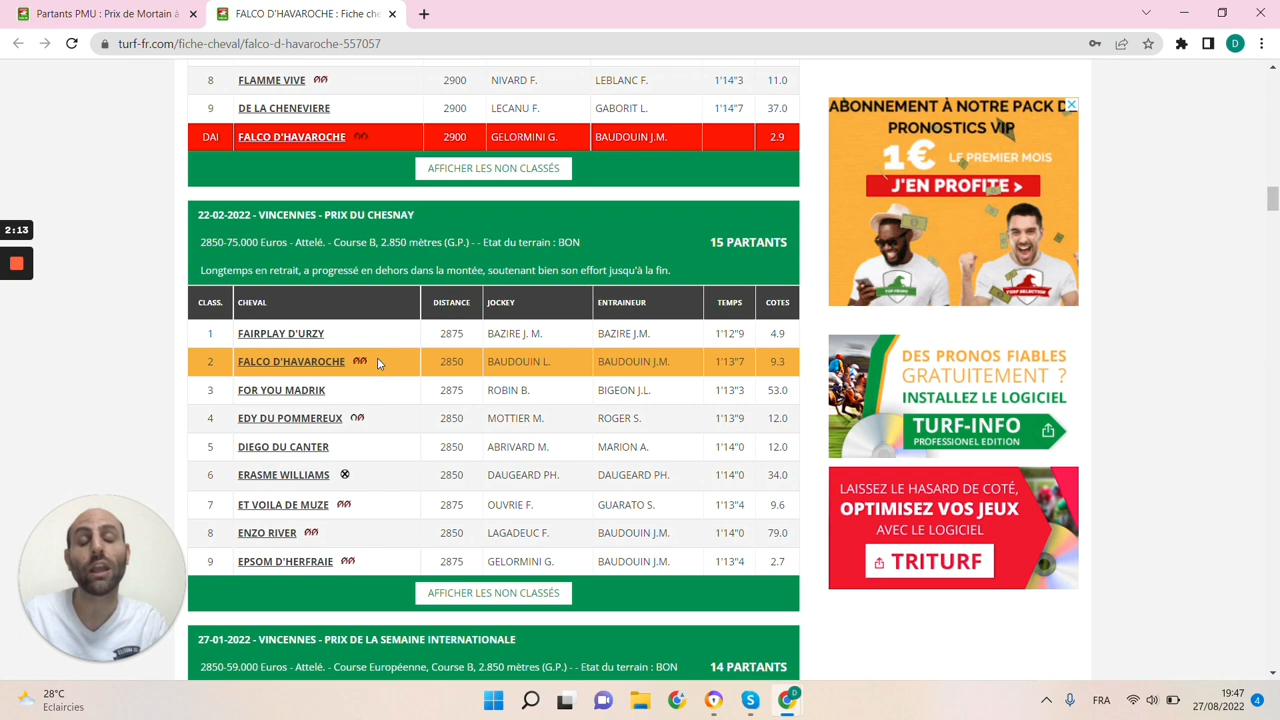 Partants PMU : Prix de Mortain à
FALCO D'HAVAROCHE : Fiche che
turf-fr.com/fiche-cheval/falco-d-havaroche-557057
D
8 FLAMME VIVE 2900 NIVARD F. LEBLANC F. 1'14"3 11.0
9 DE LA CHENEVIERE 2900 LECANU F. GABORIT L. 1'14"7 37.0
DAI FALCO D'HAVAROCHE 2900 GELORMINI G. BAUDOUIN J.M. 2.9
AFFICHER LES NON CLASSÉS
22-02-2022 - VINCENNES - PRIX DU CHESNAY
2850-75.000 Euros - Attelé. - Course B, 2.850 mètres (G.P.) - - Etat du terrain : BON 15 PARTANTS
Longtemps en retrait, a progressé en dehors dans la montée, soutenant bien son effort jusqu'à la fin.
CLASS. CHEVAL DISTANCE JOCKEY ENTRAINEUR TEMPS COTES
1 FAIRPLAY D'URZY 2875 BAZIRE J. M. BAZIRE J.M. 1'12"9 4.9
2 FALCO D'HAVAROCHE 2850 BAUDOUIN L. BAUDOUIN J.M. 1'13"7 9.3
3 FOR YOU MADRIK 2875 ROBIN B. BIGEON J.L. 1'13"3 53.0
4 EDY DU POMMEREUX 2850 MOTTIER M. ROGER S. 1'13"9 12.0
5 DIEGO DU CANTER 2850 ABRIVARD M. MARION A. 1'14"0 12.0
6 ERASME WILLIAMS 2850 DAUGEARD PH. DAUGEARD PH. 1'14"0 34.0
7 ET VOILA DE MUZE 2875 OUVRIE F. GUARATO S. 1'13"4 9.6
8 ENZO RIVER 2850 LAGADEUC F. BAUDOUIN J.M. 1'14"0 79.0
9 EPSOM D'HERFRAIE 2875 GELORMINI G. BAUDOUIN J.M. 1'13"4 2.7
AFFICHER LES NON CLASSÉS
27-01-2022 - VINCENNES - PRIX DE LA SEMAINE INTERNATIONALE
2850-59.000 Euros - Attelé. - Course Européenne, Course B, 2.850 mètres (G.P.) - - Etat du terrain : BON 14 PARTANTS
ABONNEMENT À NOTRE PACK D
PRONOSTICS VIP
1€ LE PREMIER MOIS
J'EN PROFITE >
DES PRONOS FIABLES
GRATUITEMENT ?
INSTALLEZ LE LOGICIEL
TURF-INFO
PROFESSIONEL EDITION
LAISSEZ LE HASARD DE COTÉ,
OPTIMISEZ VOS JEUX
AVEC LE LOGICIEL
TRITURF
2:13
28°C
Eclaircies
D
FRA
19:47
27/08/2022
4